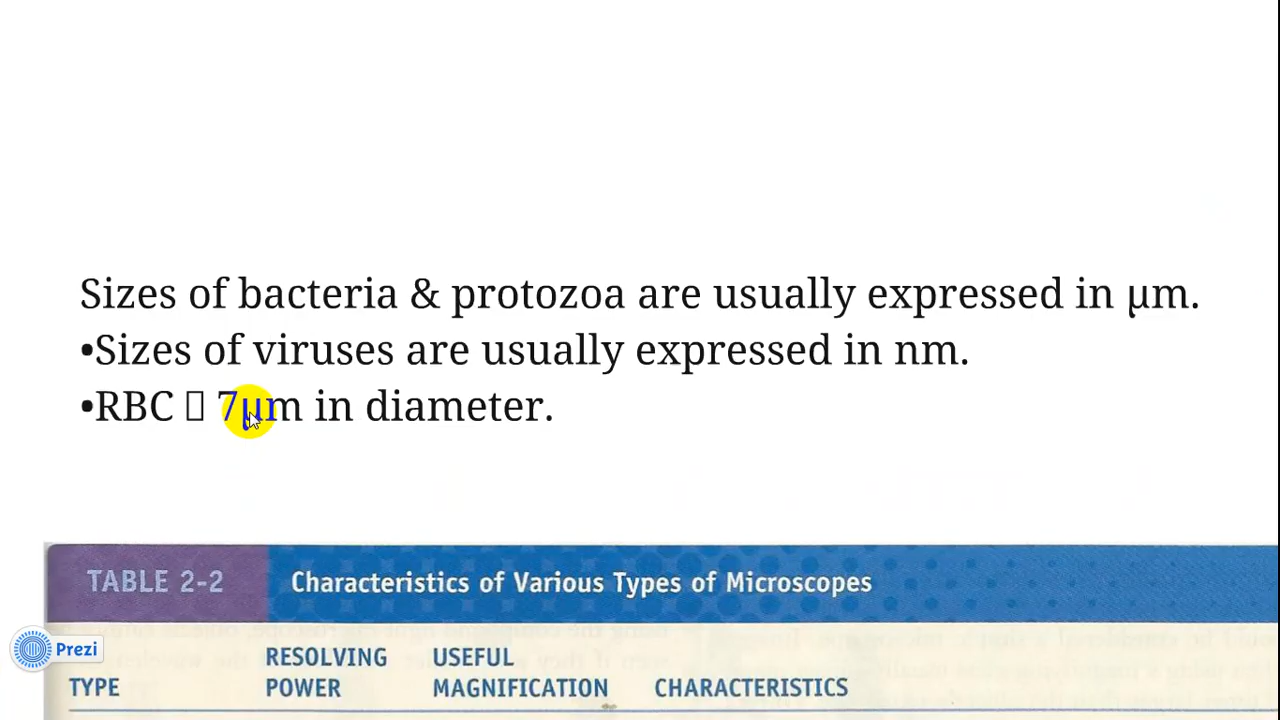 Sizes of bacteria & protozoa are usually expressed in μm.
•Sizes of viruses are usually expressed in nm.
•RBC 7μm in diameter.
TABLE 2-2 Characteristics of Various Types of Microscopes
Prezi
RESOLVING USEFUL
TYPE POWER MAGNIFICATION CHARACTERISTICS